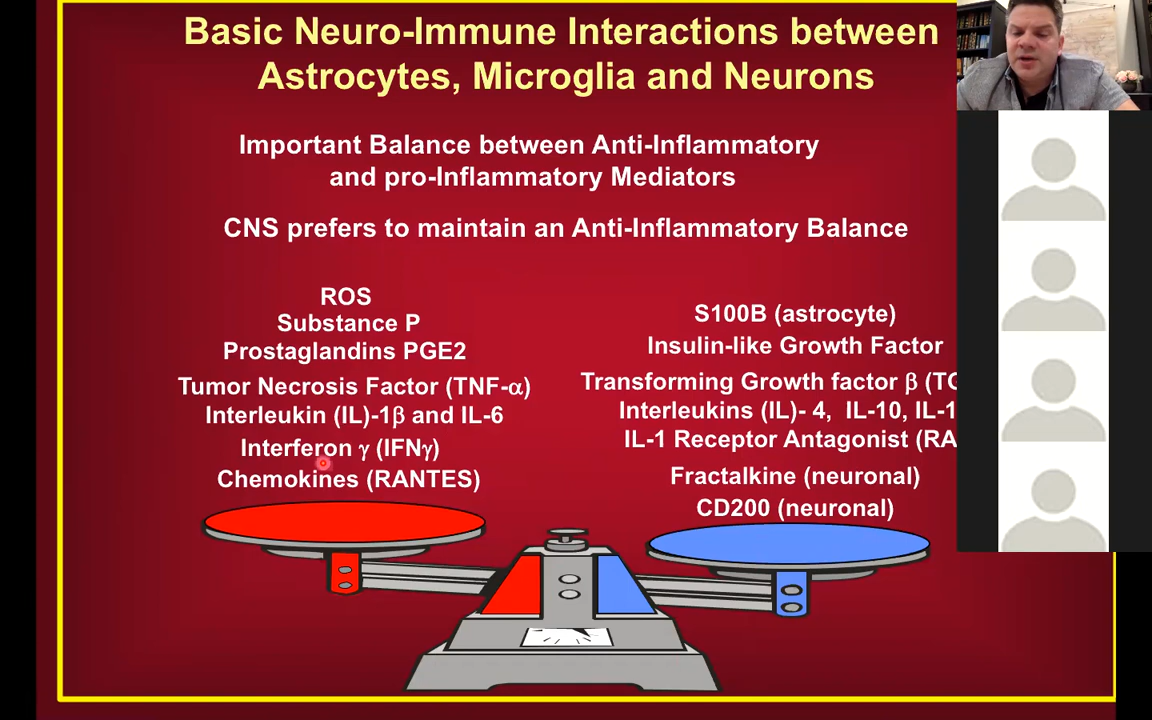 Basic Neuro-Immune Interactions between
Astrocytes, Microglia and Neurons
Important Balance between Anti-Inflammatory
and pro-Inflammatory Mediators
CNS prefers to maintain an Anti-Inflammatory Balance
ROS
Substance P
Prostaglandins PGE2
Tumor Necrosis Factor (TNF-α)
Interleukin (IL)-1β and IL-6
Interferon γ (IFNγ)
Chemokines (RANTES)
S100B (astrocyte)
Insulin-like Growth Factor
Transforming Growth factor β
Interleukins (IL)- 4, IL-10,
IL-1 Receptor Antagonist (RA
Fractalkine (neuronal)
CD200 (neuronal)